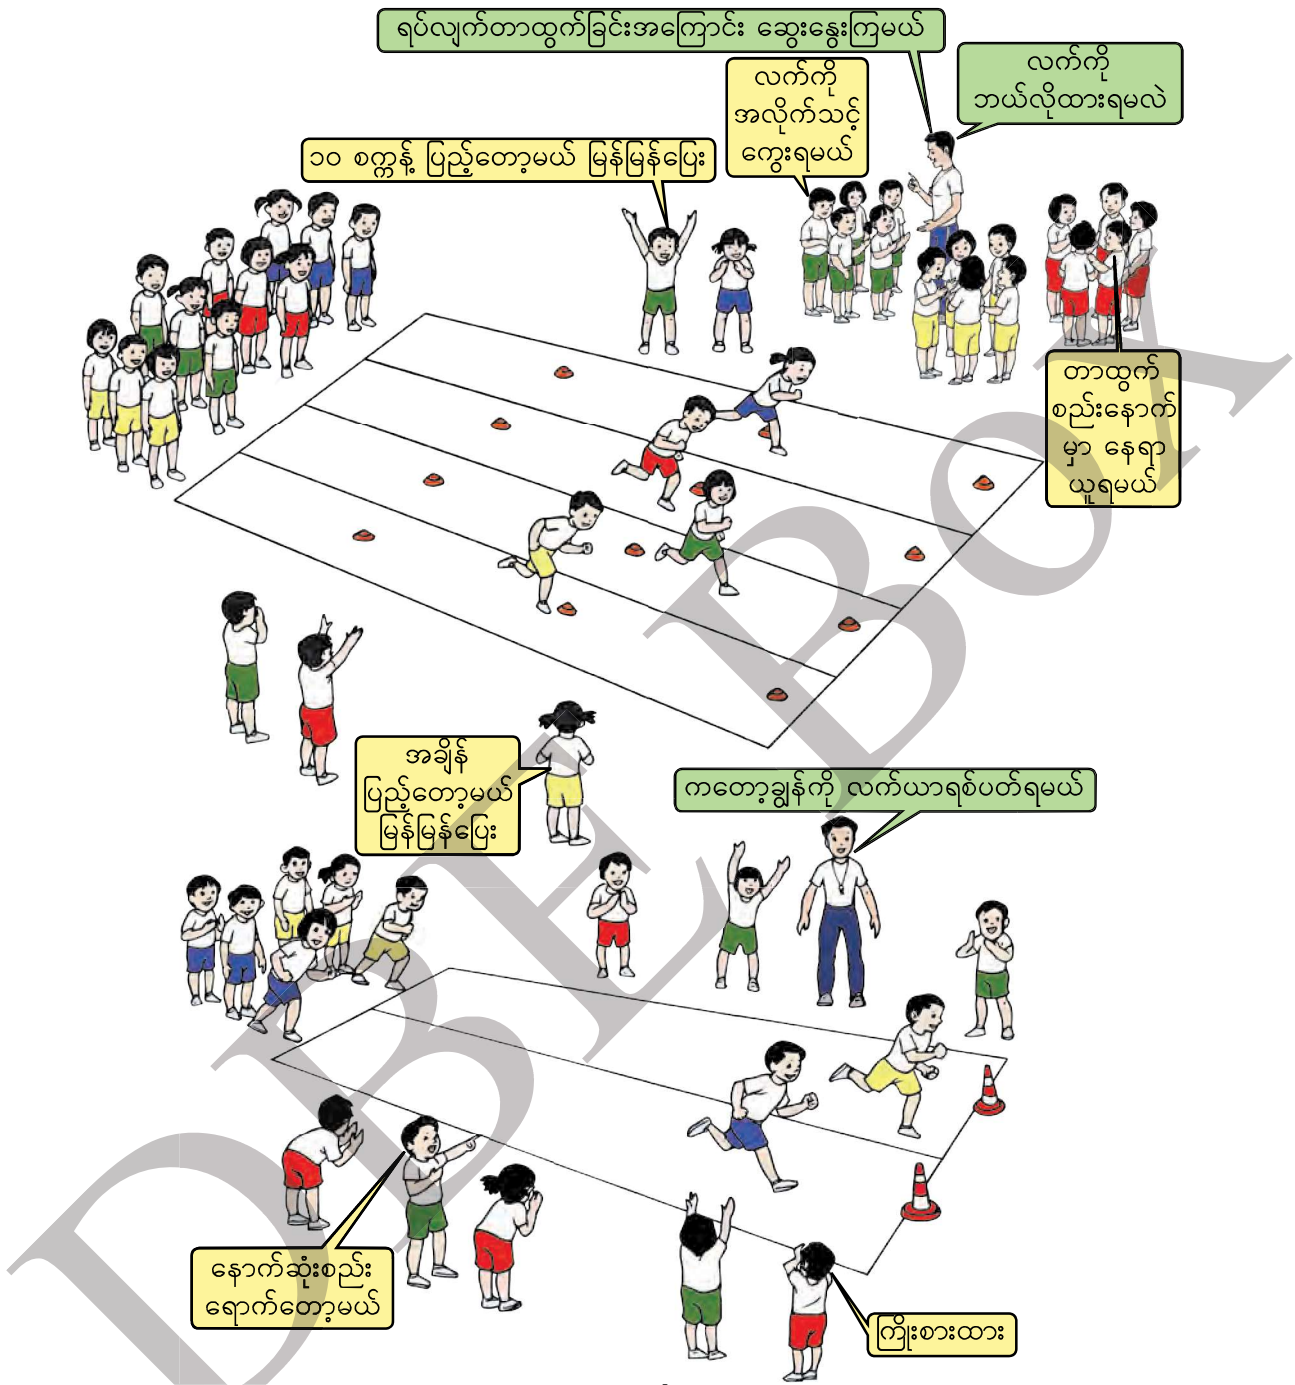 ရပ်လျက်တာထွက်ခြင်းအကြောင်း ဆွေးနွေးကြမယ်
လက်ကို
ဘယ်လိုထားရမလဲ
လက်ကို
အလိုက်သင့်
ကွေးရမယ်
၁၀ စက္ကန့် ပြည့်တော့မယ် မြန်မြန်ပြေး
တာထွက်
စည်းနောက်
မှာ နေရာ
ယူရမယ်
အချိန်
ပြည့်တော့မယ်
မြန်မြန်ပြေး
ကတော့ချွန်ကို လက်ယာရစ်ပတ်ရမယ်
နောက်ဆုံးစည်း
ရောက်တော့မယ်
ကြိုးစားထား
DBE Box